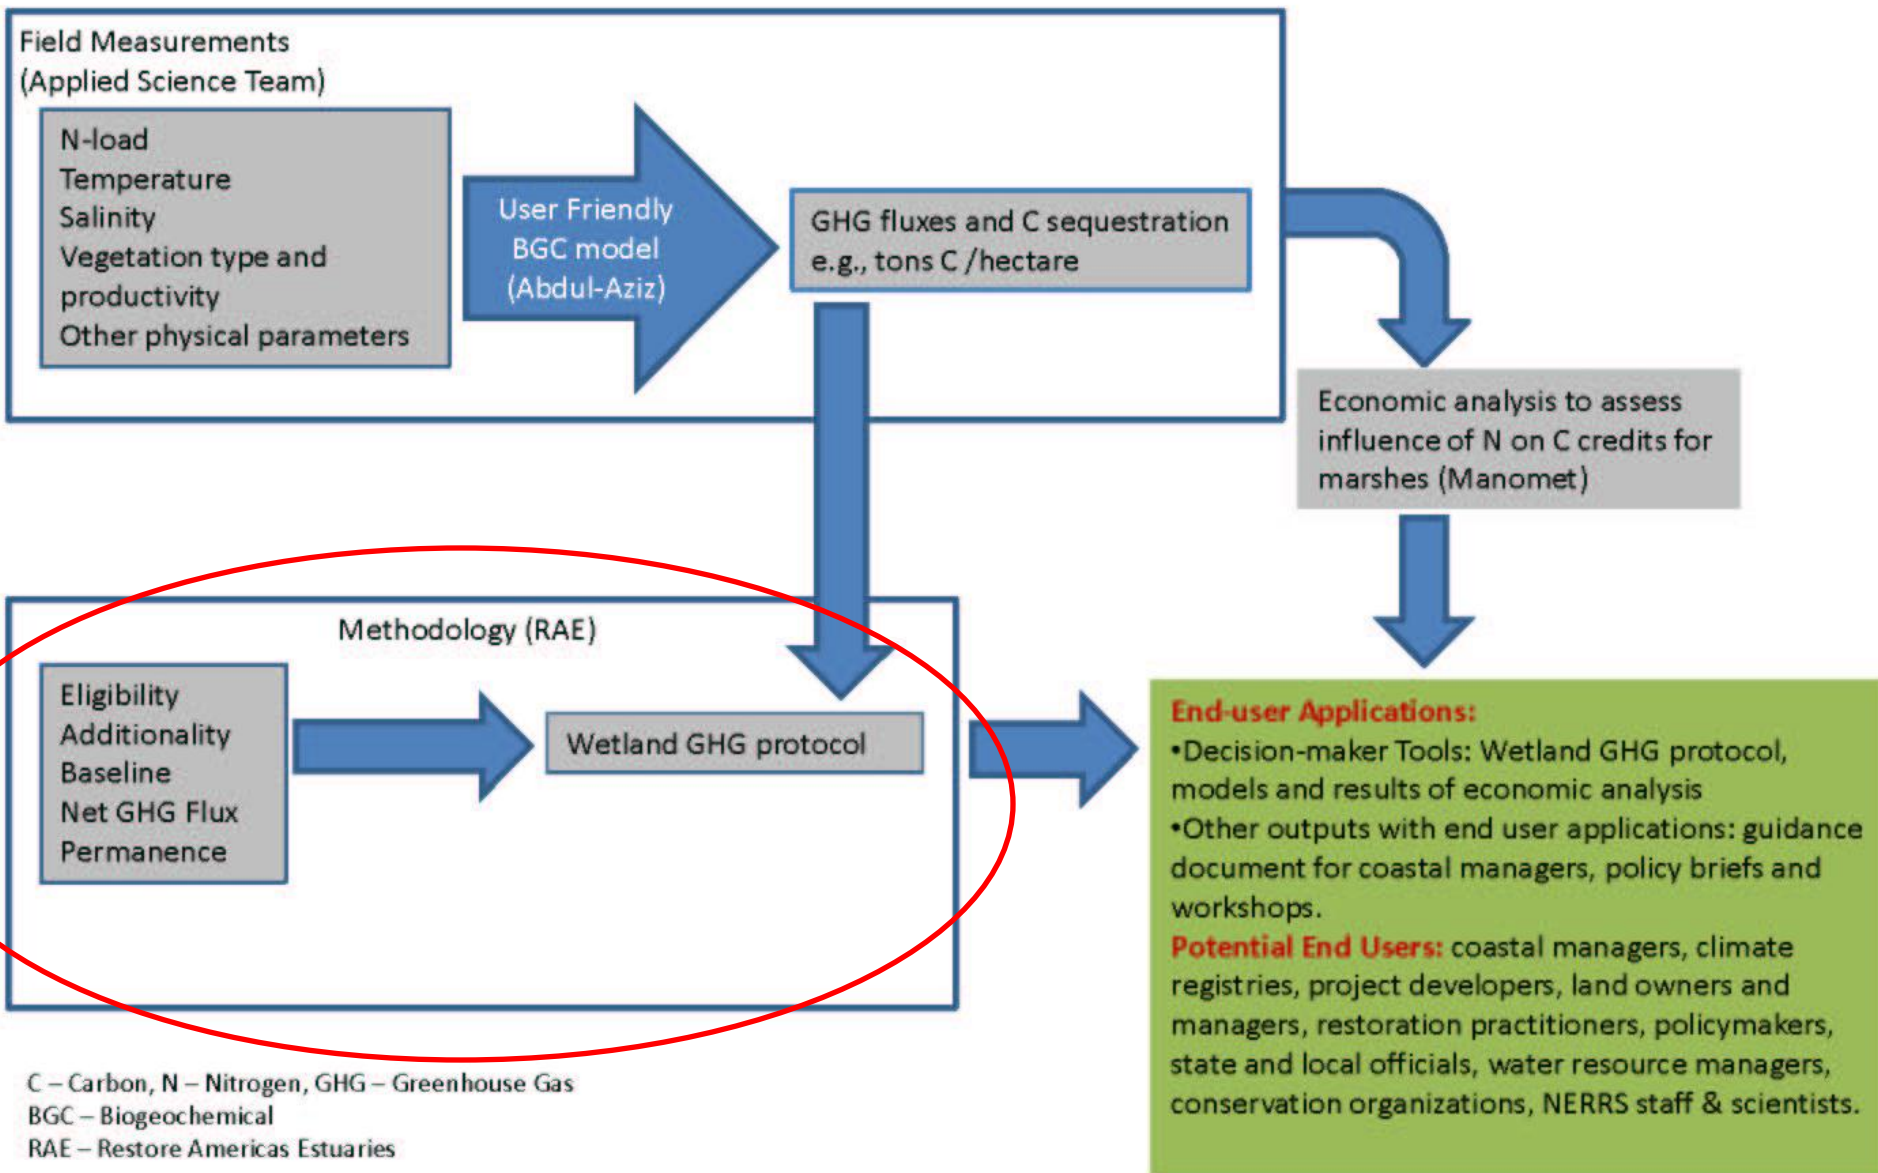 Field Measurements
(Applied Science Team)
N-load
Temperature
Salinity
Vegetation type and
productivity
Other physical parameters
User Friendly
BGC model
(Abdul-Aziz)
GHG fluxes and C sequestration
e.g., tons C /hectare
Economic analysis to assess
influence of N on C credits for
marshes (Manomet)
Methodology (RAE)
Eligibility
Additionality
Baseline
Net GHG Flux
Permanence
Wetland GHG protocol
End-user Applications:
•Decision-maker Tools: Wetland GHG protocol,
models and results of economic analysis
•Other outputs with end user applications: guidance
document for coastal managers, policy briefs and
workshops.
Potential End Users: coastal managers, climate
registries, project developers, land owners and
managers, restoration practitioners, policymakers,
state and local officials, water resource managers,
conservation organizations, NERRS staff & scientists.
C – Carbon, N – Nitrogen, GHG – Greenhouse Gas
BGC – Biogeochemical
RAE – Restore Americas Estuaries